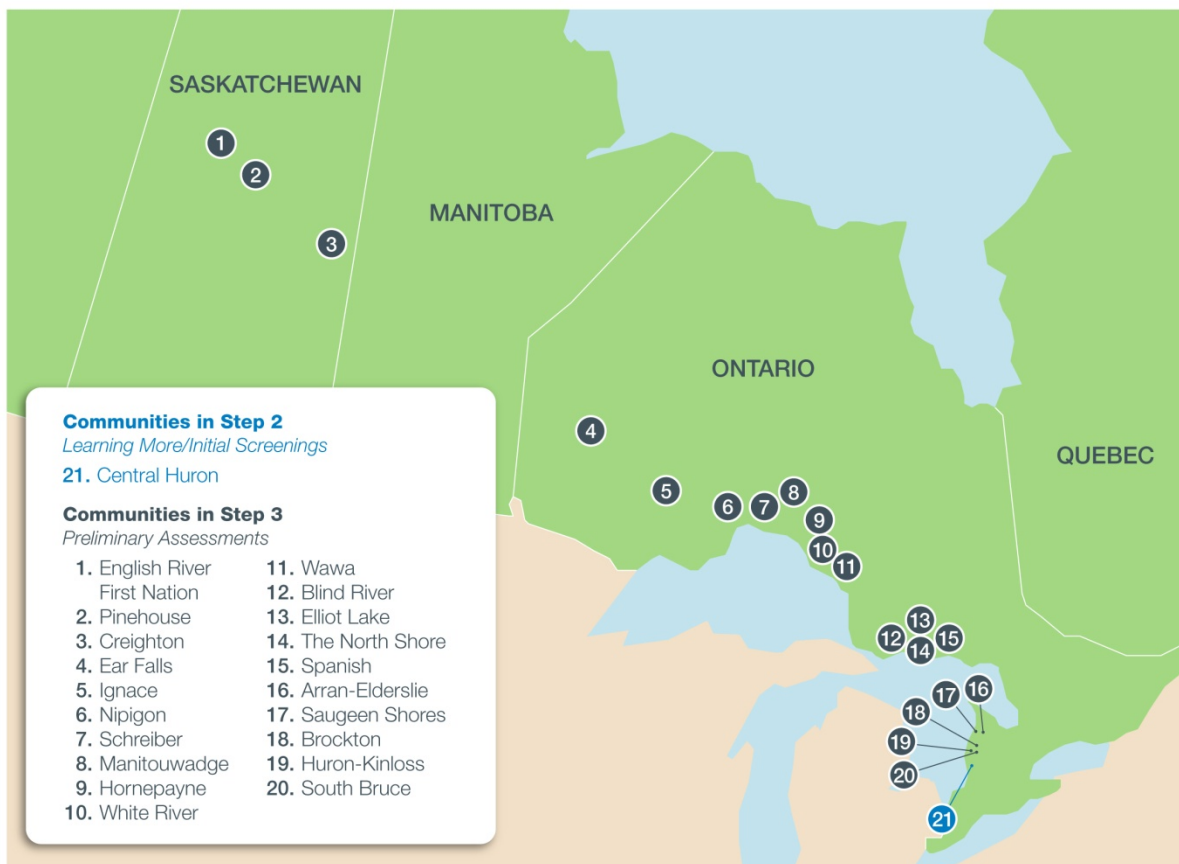 SASKATCHEWAN
1
2
3
MANITOBA
ONTARIO
QUEBEC
4
5
6
7
8
9
10
11
12
13
14
15
16
17
18
19
20
21
Communities in Step 2
Learning More/Initial Screenings
21. Central Huron
Communities in Step 3
Preliminary Assessments
1. English River
First Nation
2. Pinehouse
3. Creighton
4. Ear Falls
5. Ignace
6. Nipigon
7. Schreiber
8. Manitouwadge
9. Hornepayne
10. White River
11. Wawa
12. Blind River
13. Elliot Lake
14. The North Shore
15. Spanish
16. Arran-Elderslie
17. Saugeen Shores
18. Brockton
19. Huron-Kinloss
20. South Bruce